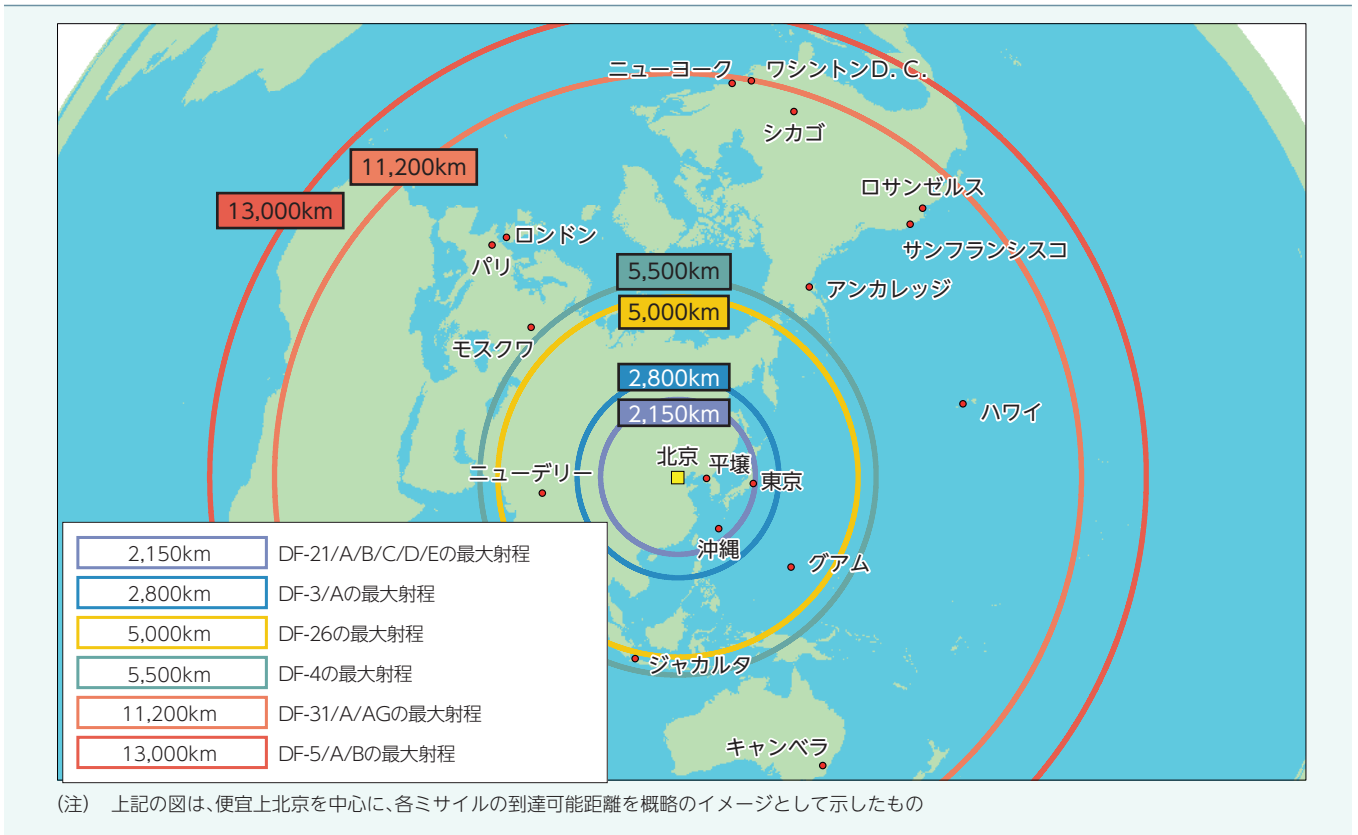 ニューヨーク
ワシントンD.C.
シカゴ
11,200km
13,000km
ロサンゼルス
サンフランシスコ
ロンドン
パリ
5,500km
アンカレッジ
5,000km
モスクワ
2,800km
2,150km
ハワイ
北京
平壌
ニューデリー
東京
沖縄
グアム
ジャカルタ
キャンベラ
2,150km DF-21/A/B/C/D/Eの最大射程
2,800km DF-3/Aの最大射程
5,000km DF-26の最大射程
5,500km DF-4の最大射程
11,200km DF-31/A/AGの最大射程
13,000km DF-5/A/Bの最大射程
(注) 上記の図は、便宜上北京を中心に、各ミサイルの到達可能距離を概略のイメージとして示したもの